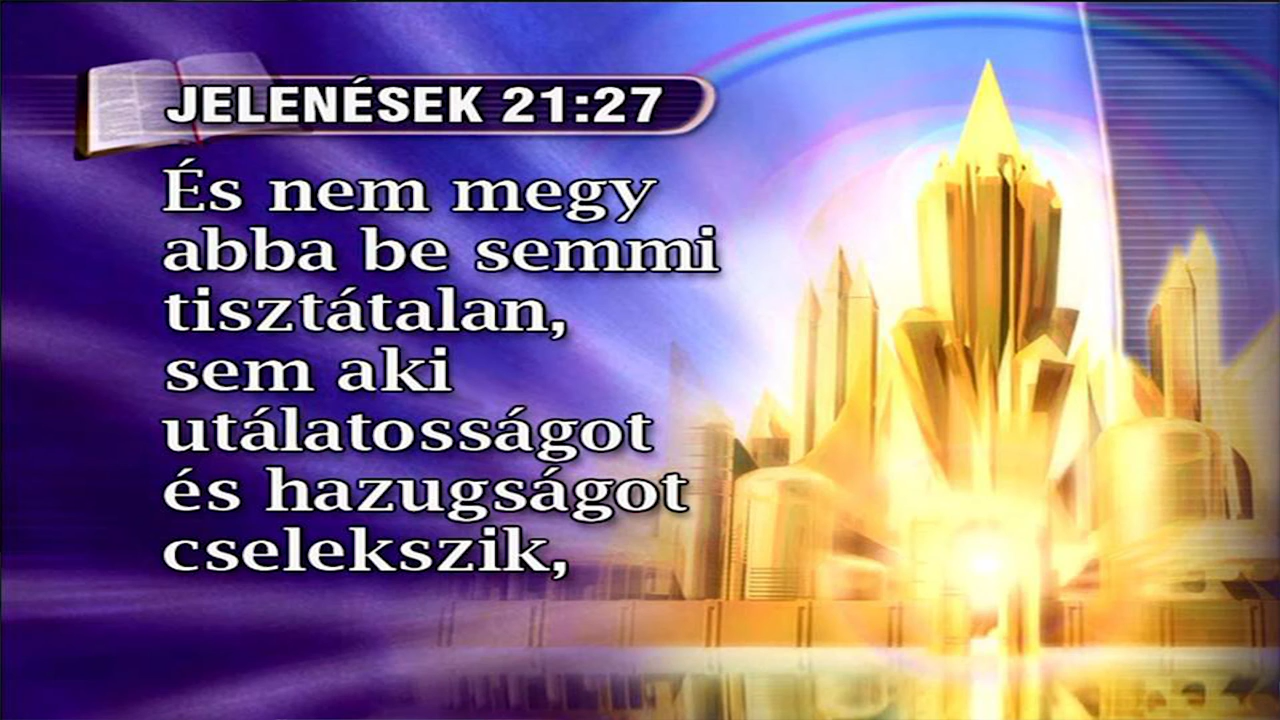 JELENÉSEK 21:27
És nem megy
abba be semmi
tisztátalan,
sem aki
utálatosságot
és hazugságot
cselekszik,